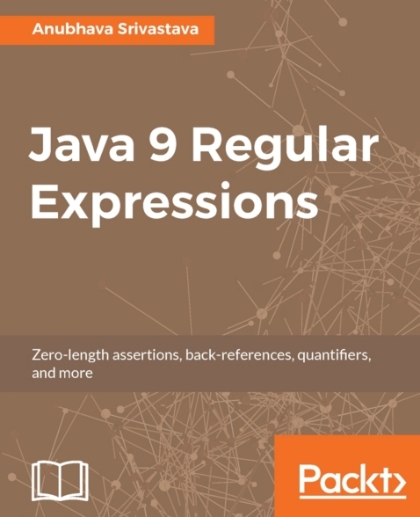 Anubhava Srivastava
Java 9 Regular
Expressions
Zero-length assertions, back-references, quantifiers,
and more
Packt>